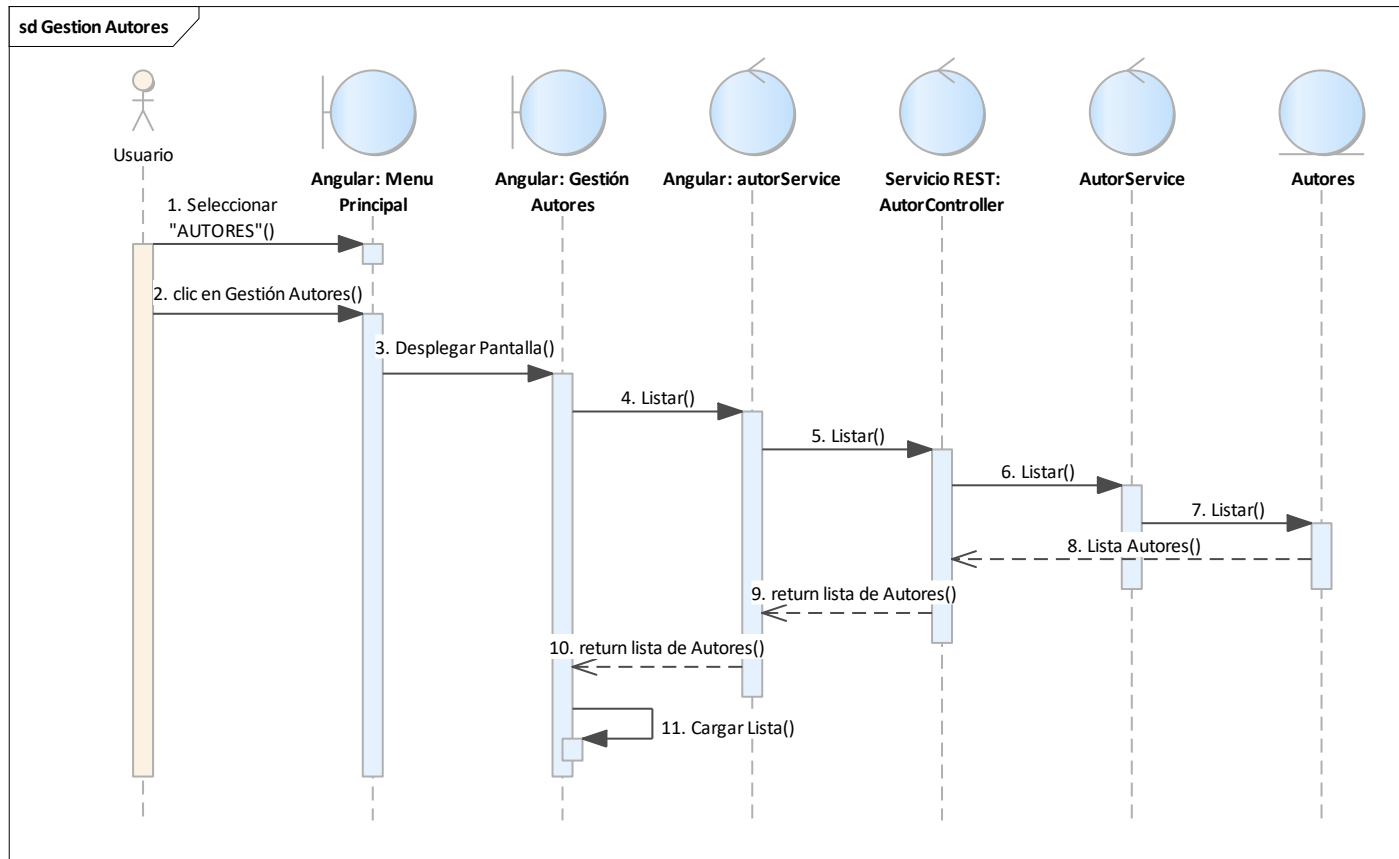 sd Gestion Autores
Usuario
Angular: Menu
Principal
Angular: Gestión
Autores
Angular: autorService
Servicio REST:
AutorController
AutorService
Autores
1. Seleccionar
"AUTORES"()
2. clic en Gestión Autores()
3. Desplegar Pantalla()
4. Listar()
5. Listar()
6. Listar()
7. Listar()
8. Lista Autores()
9. return lista de Autores()
10. return lista de Autores()
11. Cargar Lista()